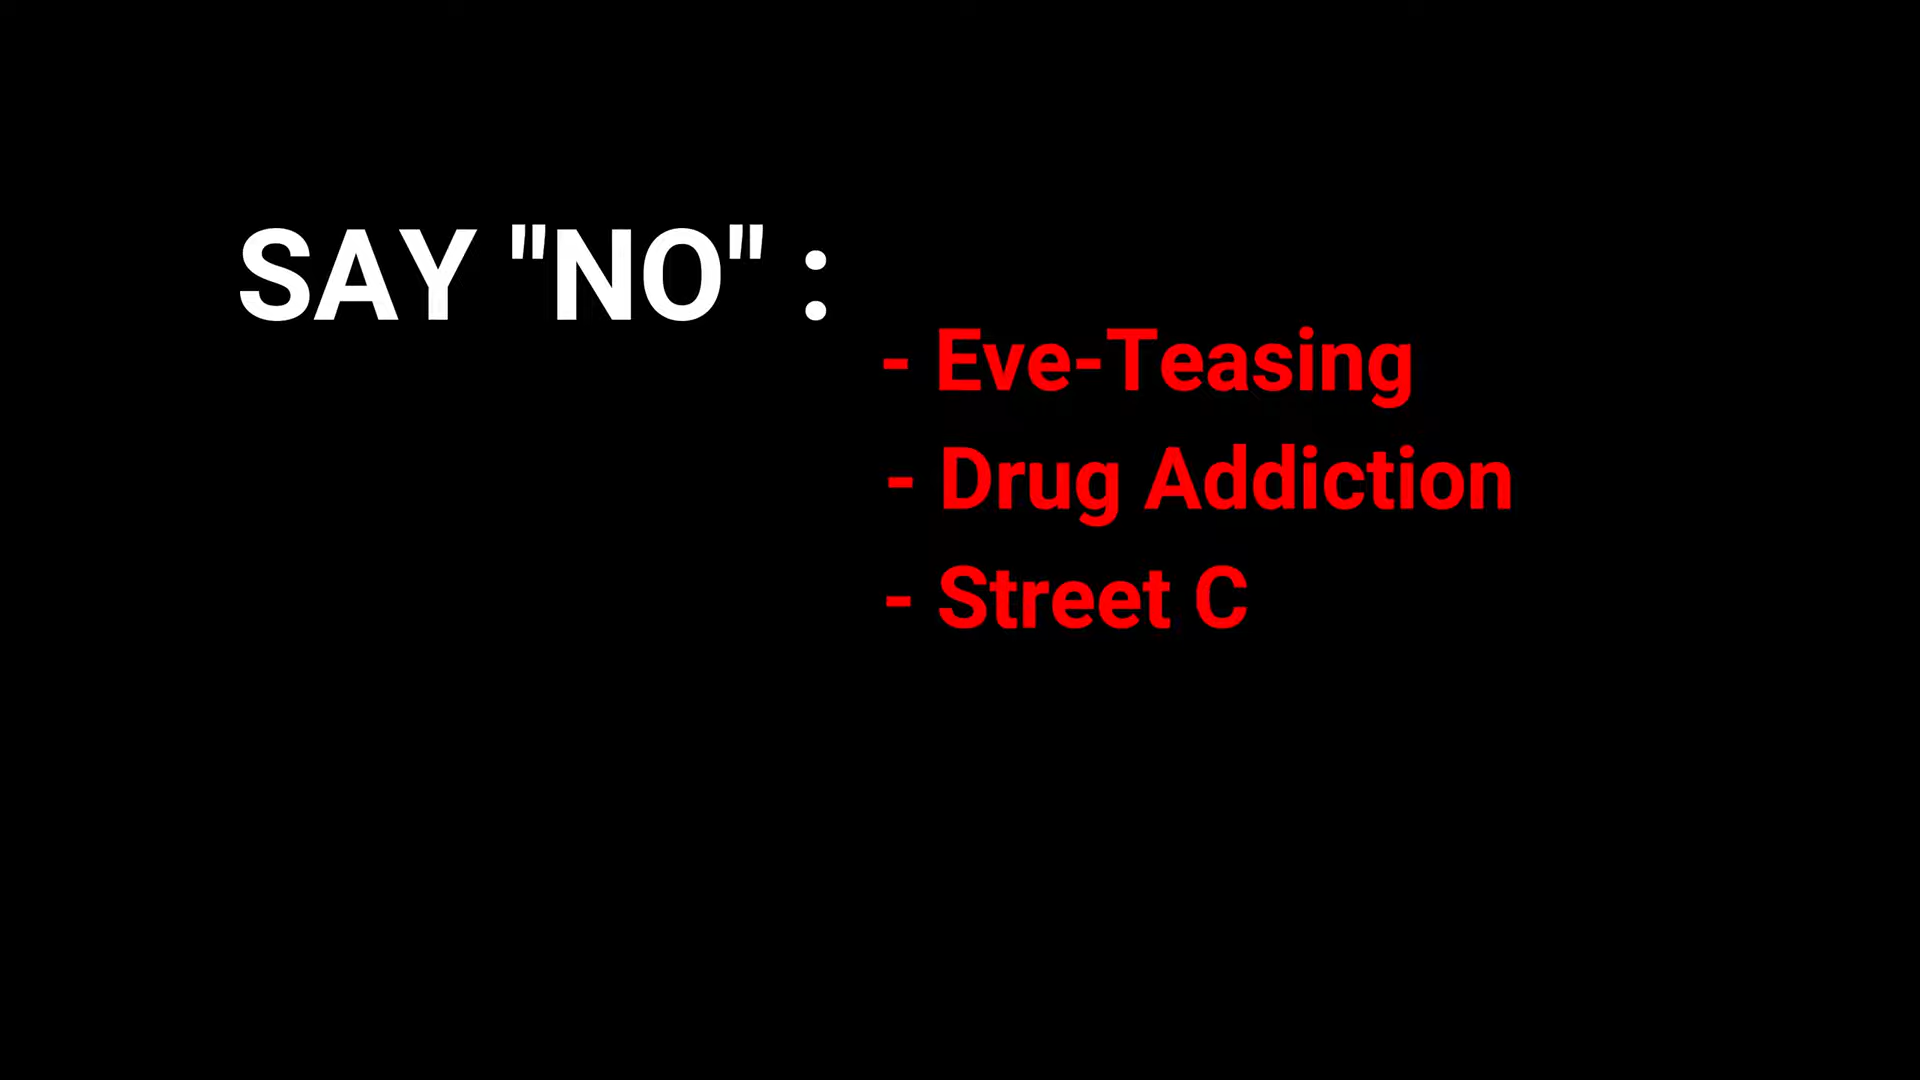 SAY "NO" :
- Eve-Teasing
- Drug Addiction
- Street C